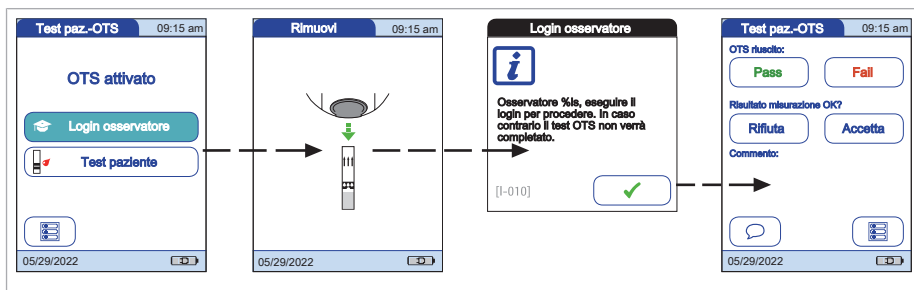 Test paz.-OTS 09:15 am
OTS attivato
Login osservatore
Test paziente
05/29/2022
Rimuovi 09:15 am
05/29/2022
Login osservatore
i
Osservatore %ls, eseguire il
login per procedere. In caso
contrario il test OTS non verrà
completato.
[I-010]
Test paz.-OTS 09:15 am
OTS riuscito:
Pass Fail
Risultato misurazione OK?
Rifiuta Accetta
Commento:
05/29/2022